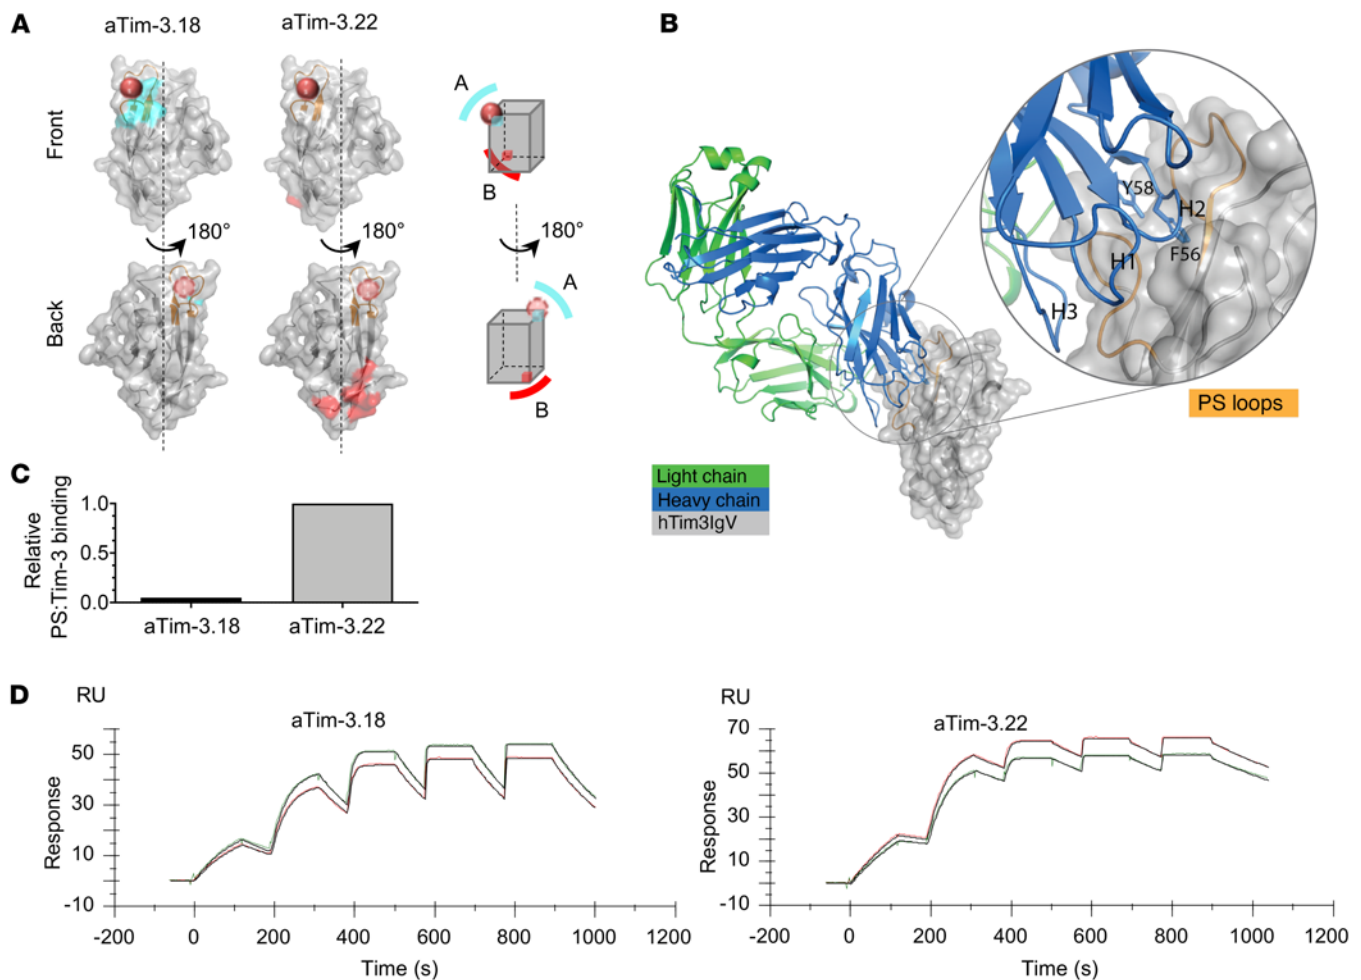 A
aTim-3.18
aTim-3.22
Front
180°
180°
Back
A
B
180°
A
B
B
Y58
H2
F56
H1
H3
PS loops
Light chain
Heavy chain
hTim3IgV
C
Relative
PS:Tim-3 binding
1.0
0.5
0.0
aTim-3.18
aTim-3.22
D
RU
aTim-3.18
Response
50
30
10
-10
-200
0
200
400
600
800
1000
1200
Time (s)
RU
aTim-3.22
Response
70
50
30
10
-10
-200
0
200
400
600
800
1000
1200
Time (s)